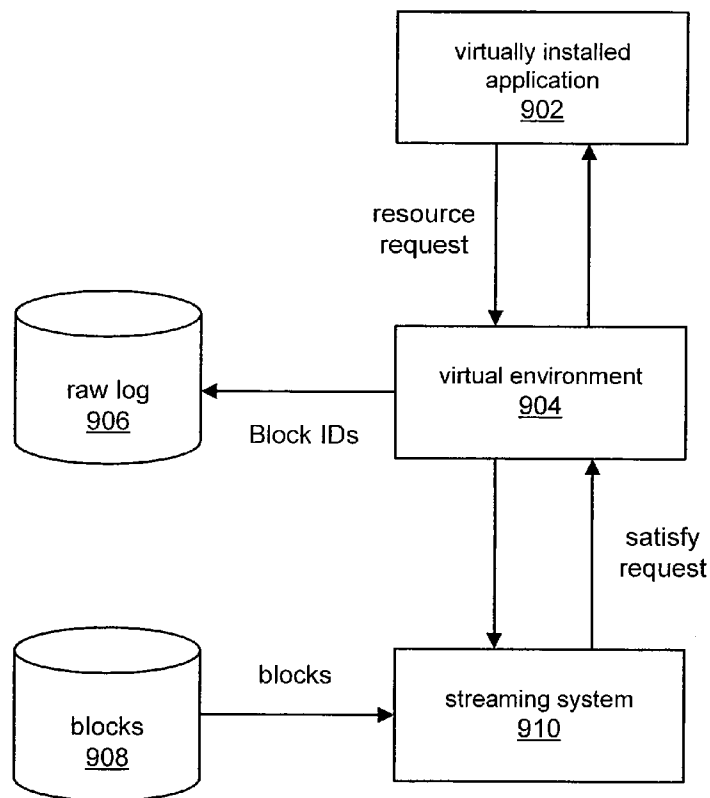 virtually installed
application
902
resource
request
raw log
906
Block IDs
virtual environment
904
satisfy
request
blocks
908
blocks
streaming system
910